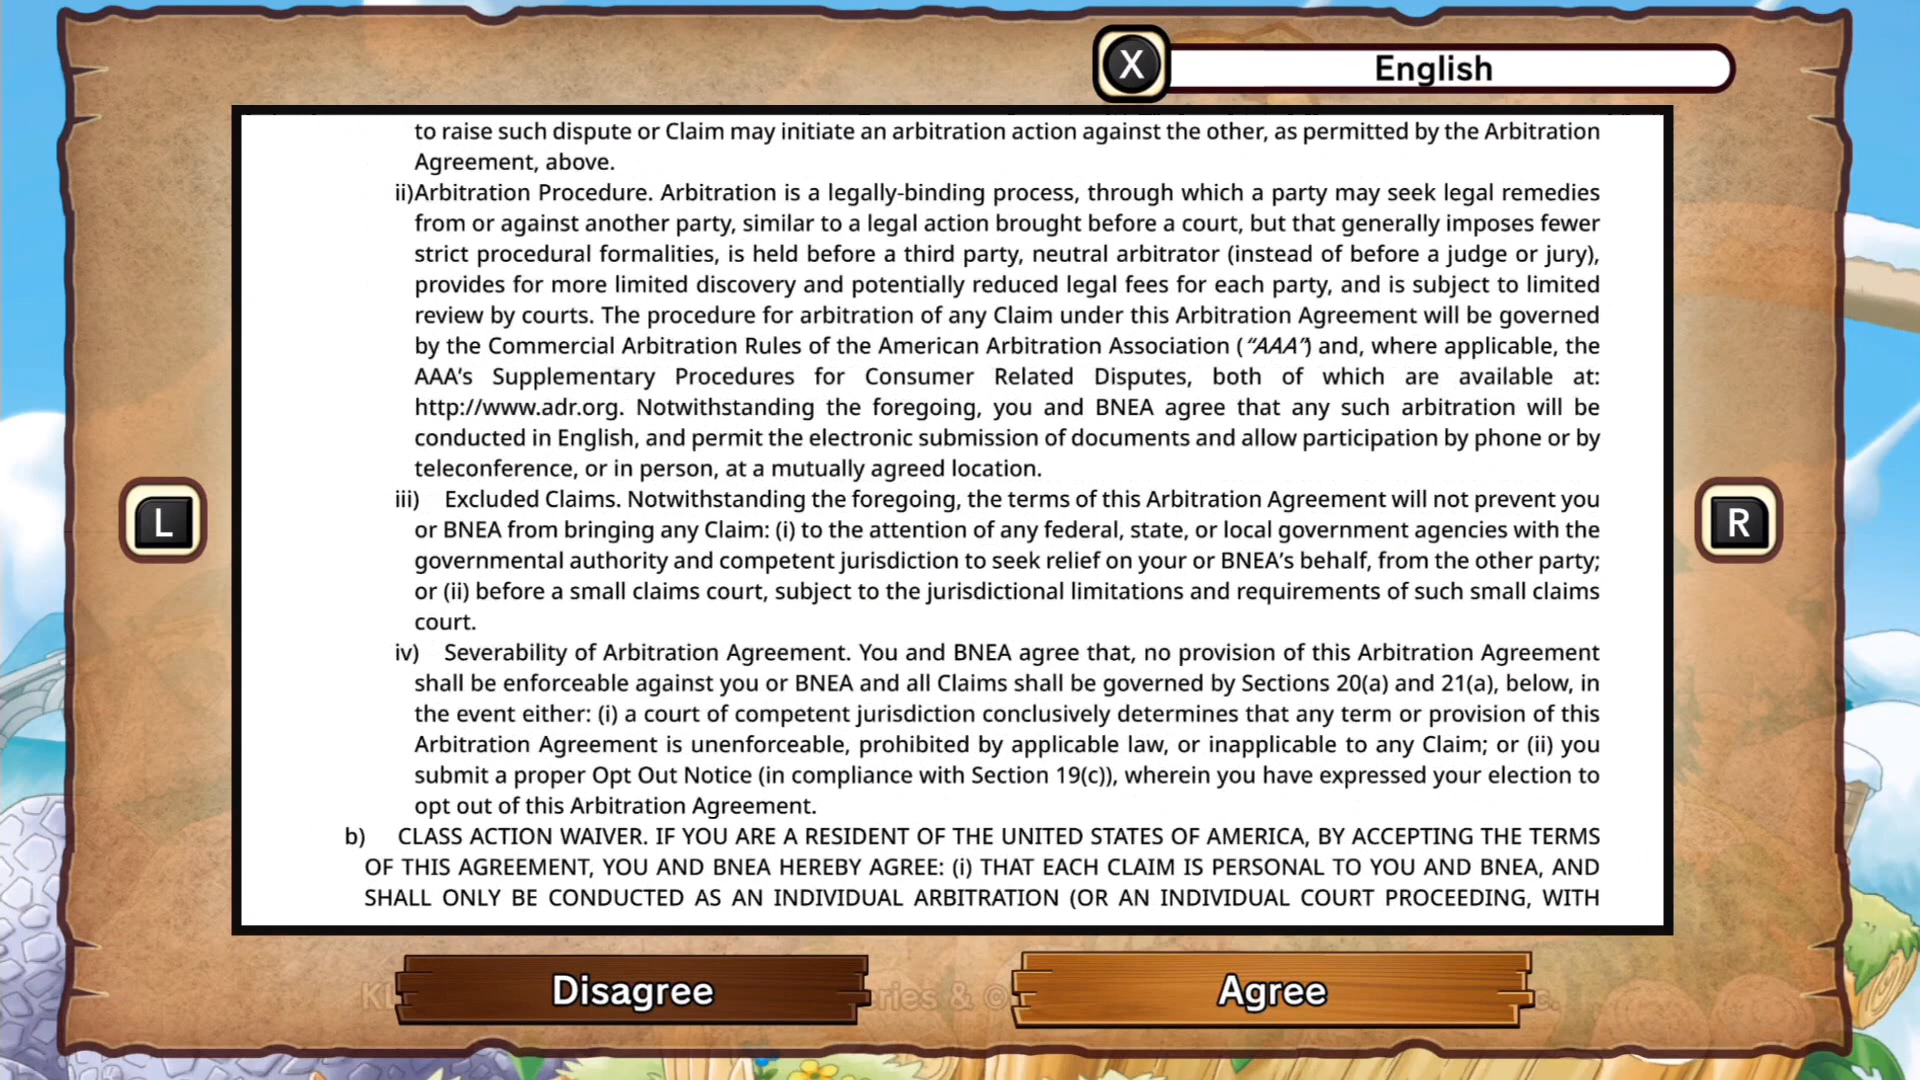 X
English
to raise such dispute or Claim may initiate an arbitration action against the other, as permitted by the Arbitration
Agreement, above.
ii)Arbitration Procedure. Arbitration is a legally-binding process, through which a party may seek legal remedies
from or against another party, similar to a legal action brought before a court, but that generally imposes fewer
strict procedural formalities, is held before a third party, neutral arbitrator (instead of before a judge or jury),
provides for more limited discovery and potentially reduced legal fees for each party, and is subject to limited
review by courts. The procedure for arbitration of any Claim under this Arbitration Agreement will be governed
by the Commercial Arbitration Rules of the American Arbitration Association (“AAA”) and, where applicable, the
AAA’s Supplementary Procedures for Consumer Related Disputes, both of which are available at:
http://www.adr.org. Notwithstanding the foregoing, you and BNEA agree that any such arbitration will be
conducted in English, and permit the electronic submission of documents and allow participation by phone or by
teleconference, or in person, at a mutually agreed location.
iii) Excluded Claims. Notwithstanding the foregoing, the terms of this Arbitration Agreement will not prevent you
or BNEA from bringing any Claim: (i) to the attention of any federal, state, or local government agencies with the
governmental authority and competent jurisdiction to seek relief on your or BNEA’s behalf, from the other party;
or (ii) before a small claims court, subject to the jurisdictional limitations and requirements of such small claims
court.
iv) Severability of Arbitration Agreement. You and BNEA agree that, no provision of this Arbitration Agreement
shall be enforceable against you or BNEA and all Claims shall be governed by Sections 20(a) and 21(a), below, in
the event either: (i) a court of competent jurisdiction conclusively determines that any term or provision of this
Arbitration Agreement is unenforceable, prohibited by applicable law, or inapplicable to any Claim; or (ii) you
submit a proper Opt Out Notice (in compliance with Section 19(c)), wherein you have expressed your election to
opt out of this Arbitration Agreement.
b) CLASS ACTION WAIVER. IF YOU ARE A RESIDENT OF THE UNITED STATES OF AMERICA, BY ACCEPTING THE TERMS
OF THIS AGREEMENT, YOU AND BNEA HEREBY AGREE: (i) THAT EACH CLAIM IS PERSONAL TO YOU AND BNEA, AND
SHALL ONLY BE CONDUCTED AS AN INDIVIDUAL ARBITRATION (OR AN INDIVIDUAL COURT PROCEEDING, WITH
L
R
Disagree
Agree